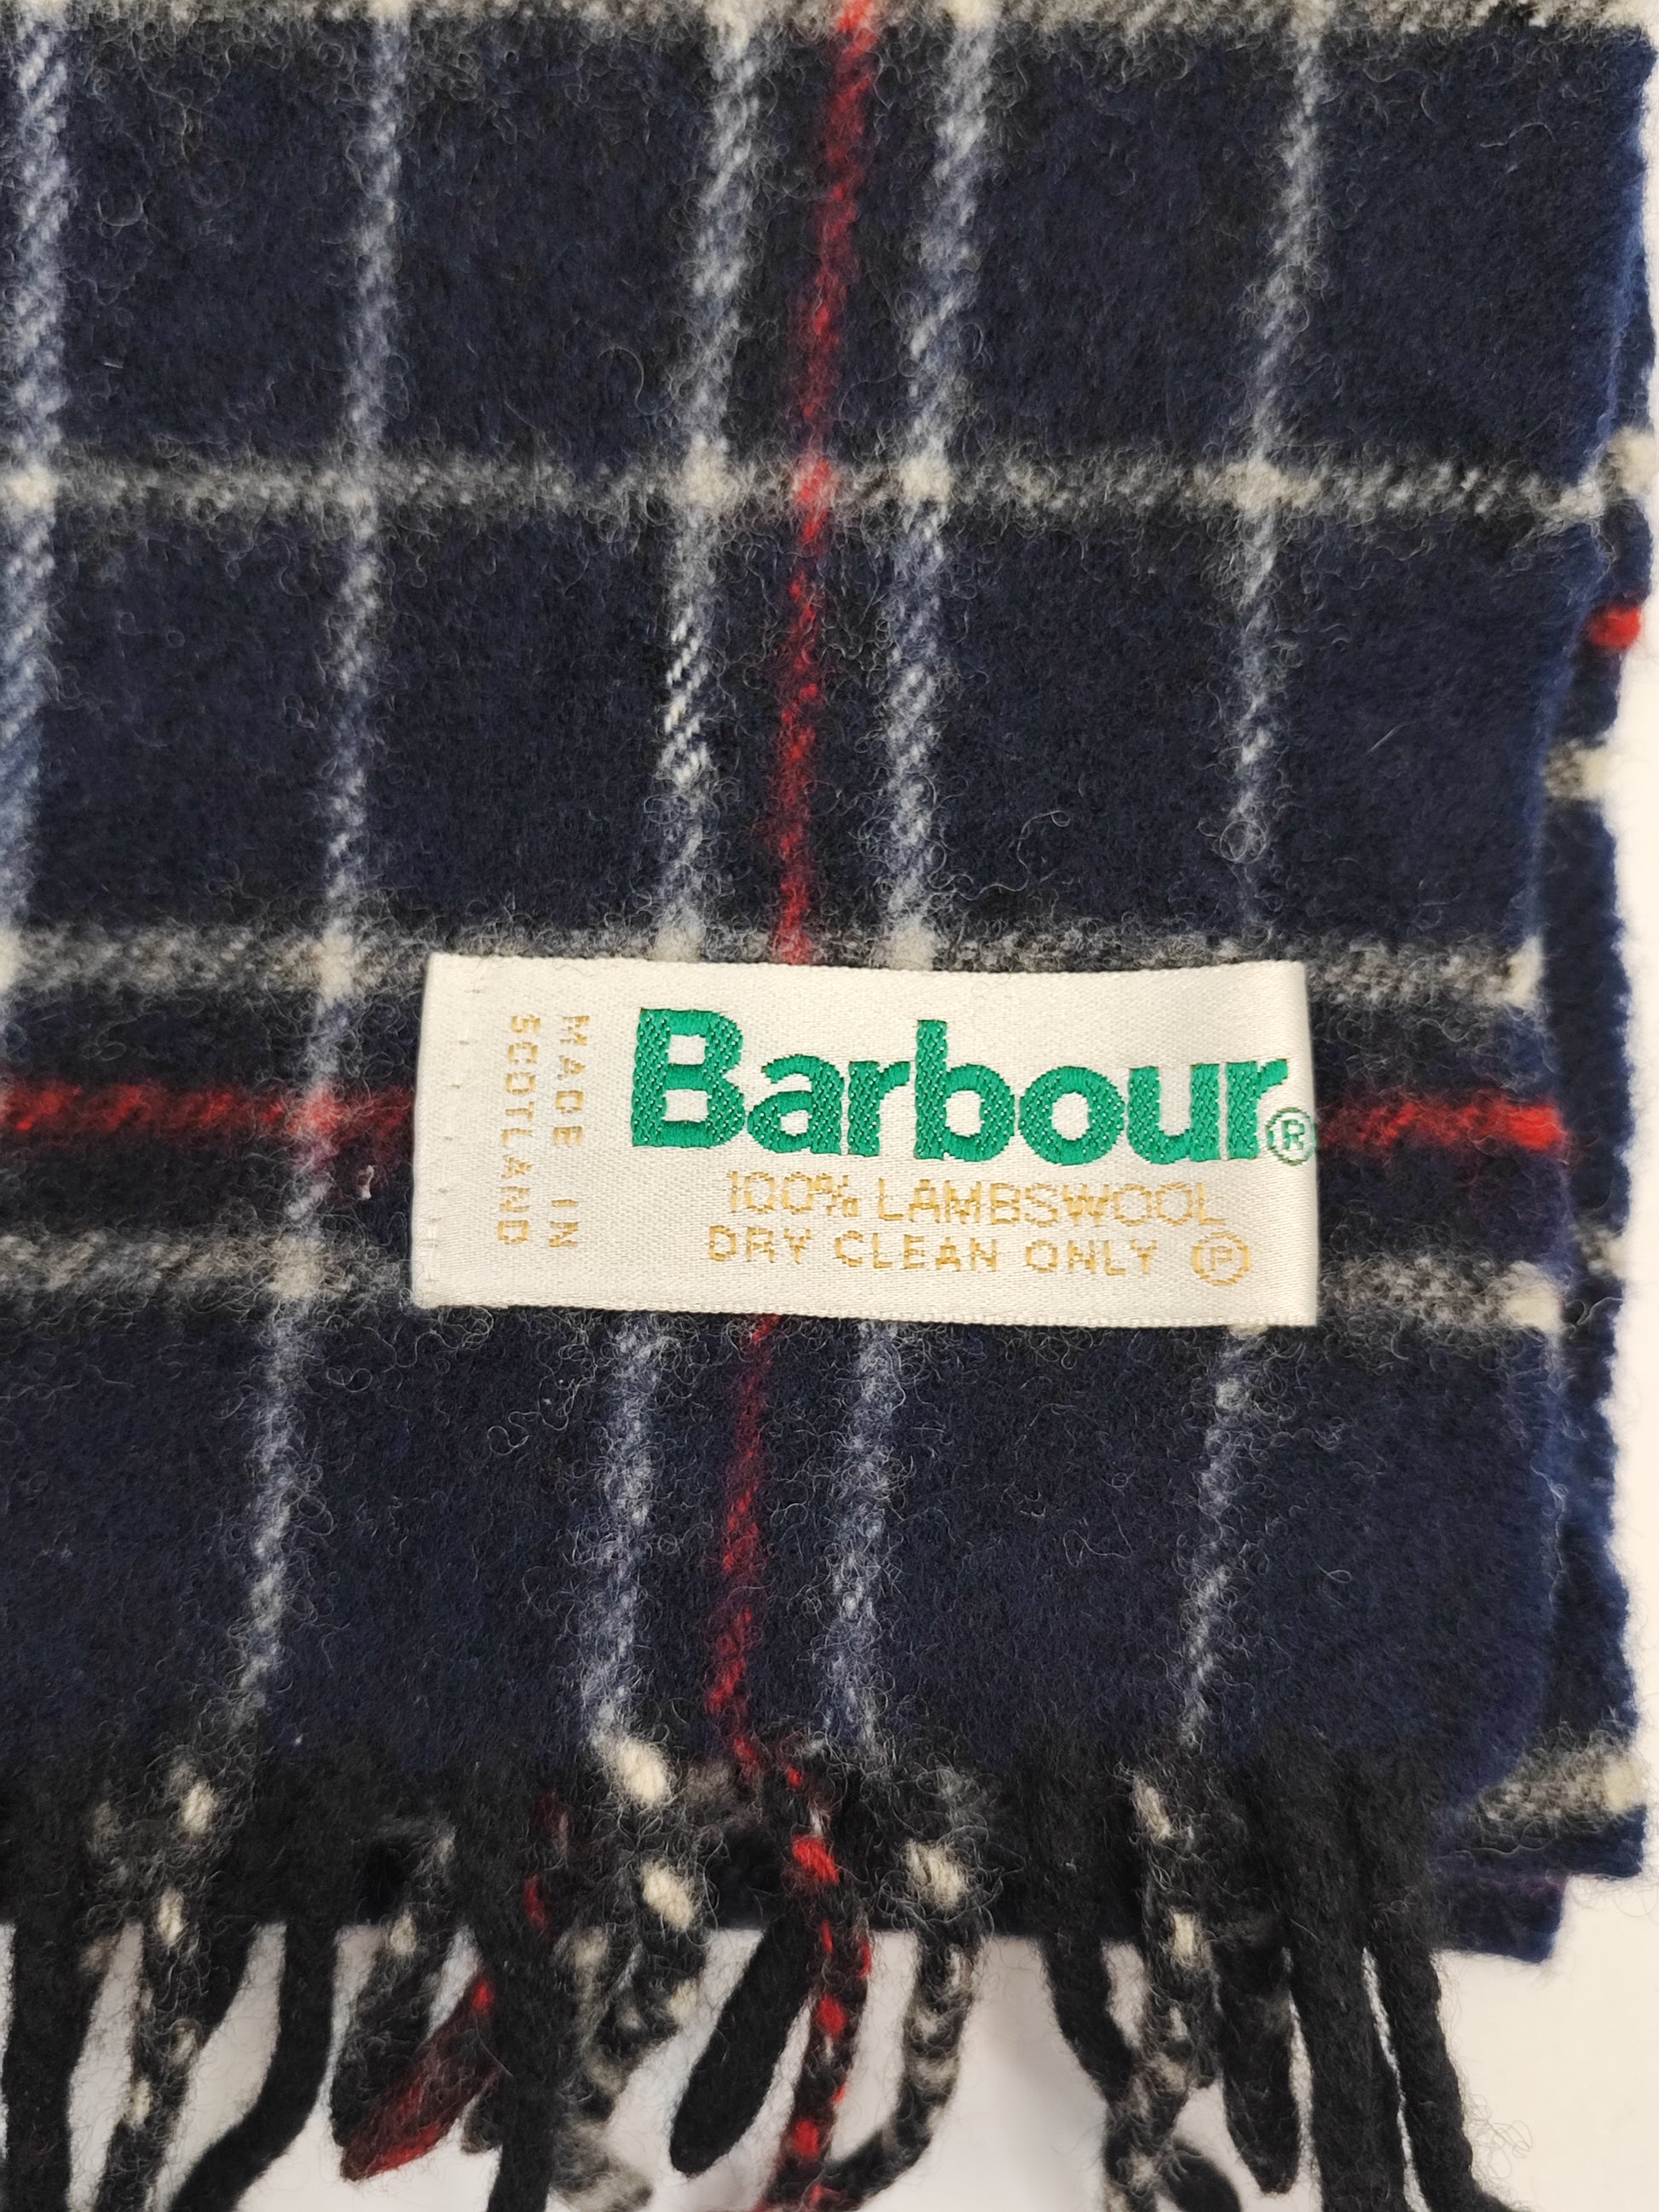 MADE IN
SCOTLAND
Barbour®
100% LAMBSWOOL
DRY CLEAN ONLY Ⓟ